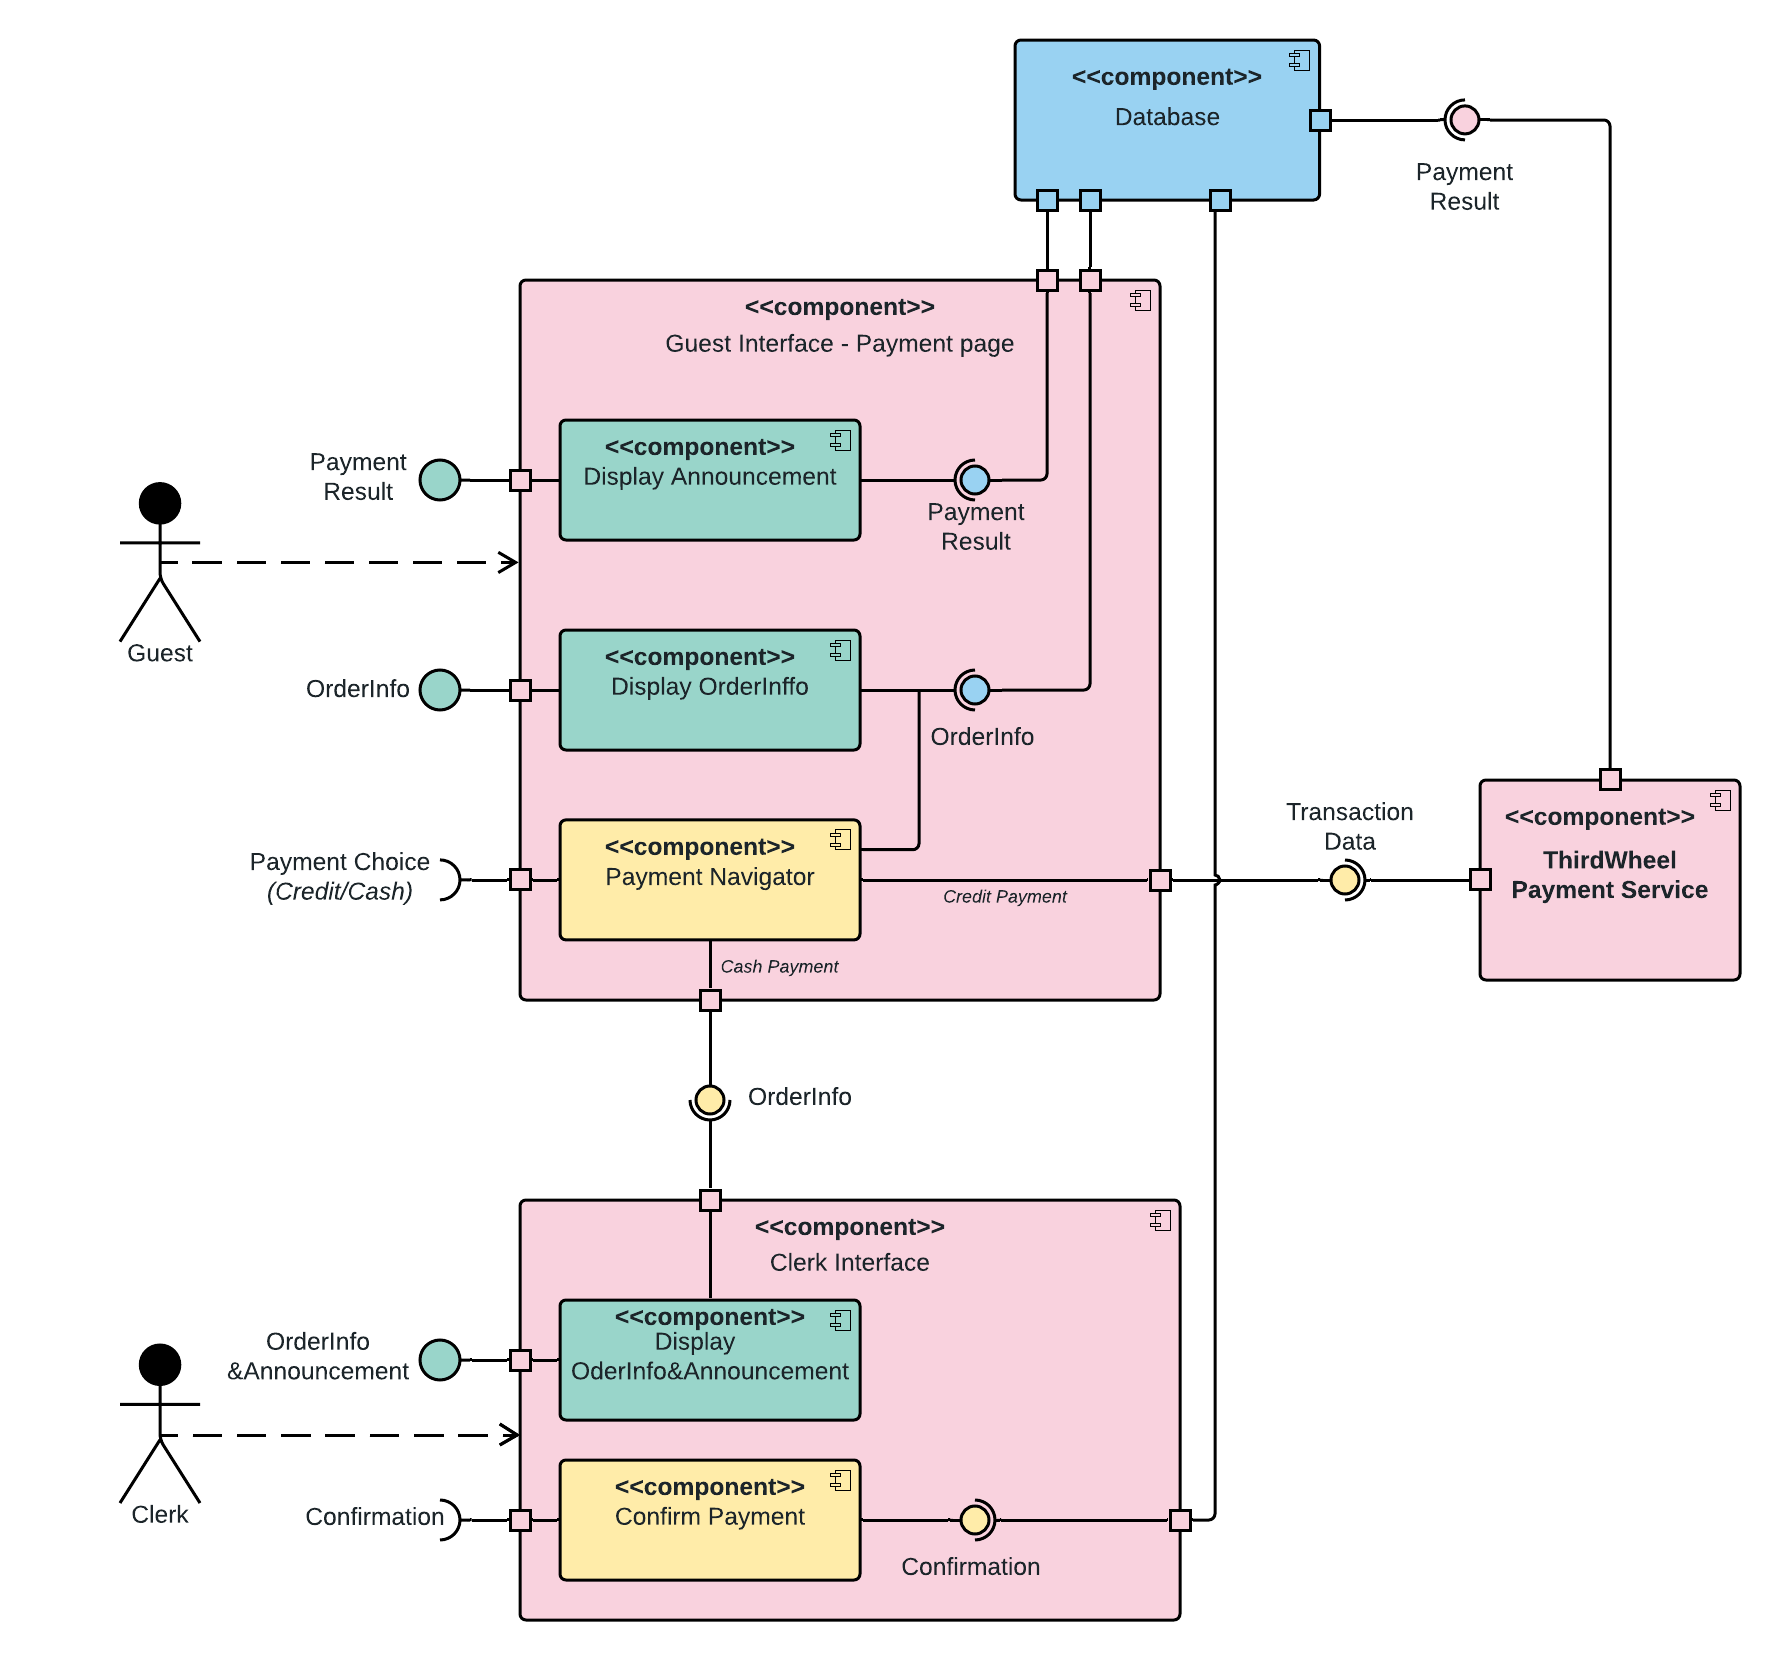 <<component>>
Database
Payment
Result
<<component>>
Guest Interface - Payment page
Payment
Result
<<component>>
Display Announcement
Payment
Result
Guest
OrderInfo
<<component>>
Display OrderInffo
OrderInfo
Payment Choice
(Credit/Cash)
<<component>>
Payment Navigator
Credit Payment
Cash Payment
Transaction
Data
<<component>>
ThirdWheel
Payment Service
OrderInfo
<<component>>
Clerk Interface
OrderInfo
&Announcement
<<component>>
Display
OderInfo&Announcement
Clerk
Confirmation
<<component>>
Confirm Payment
Confirmation